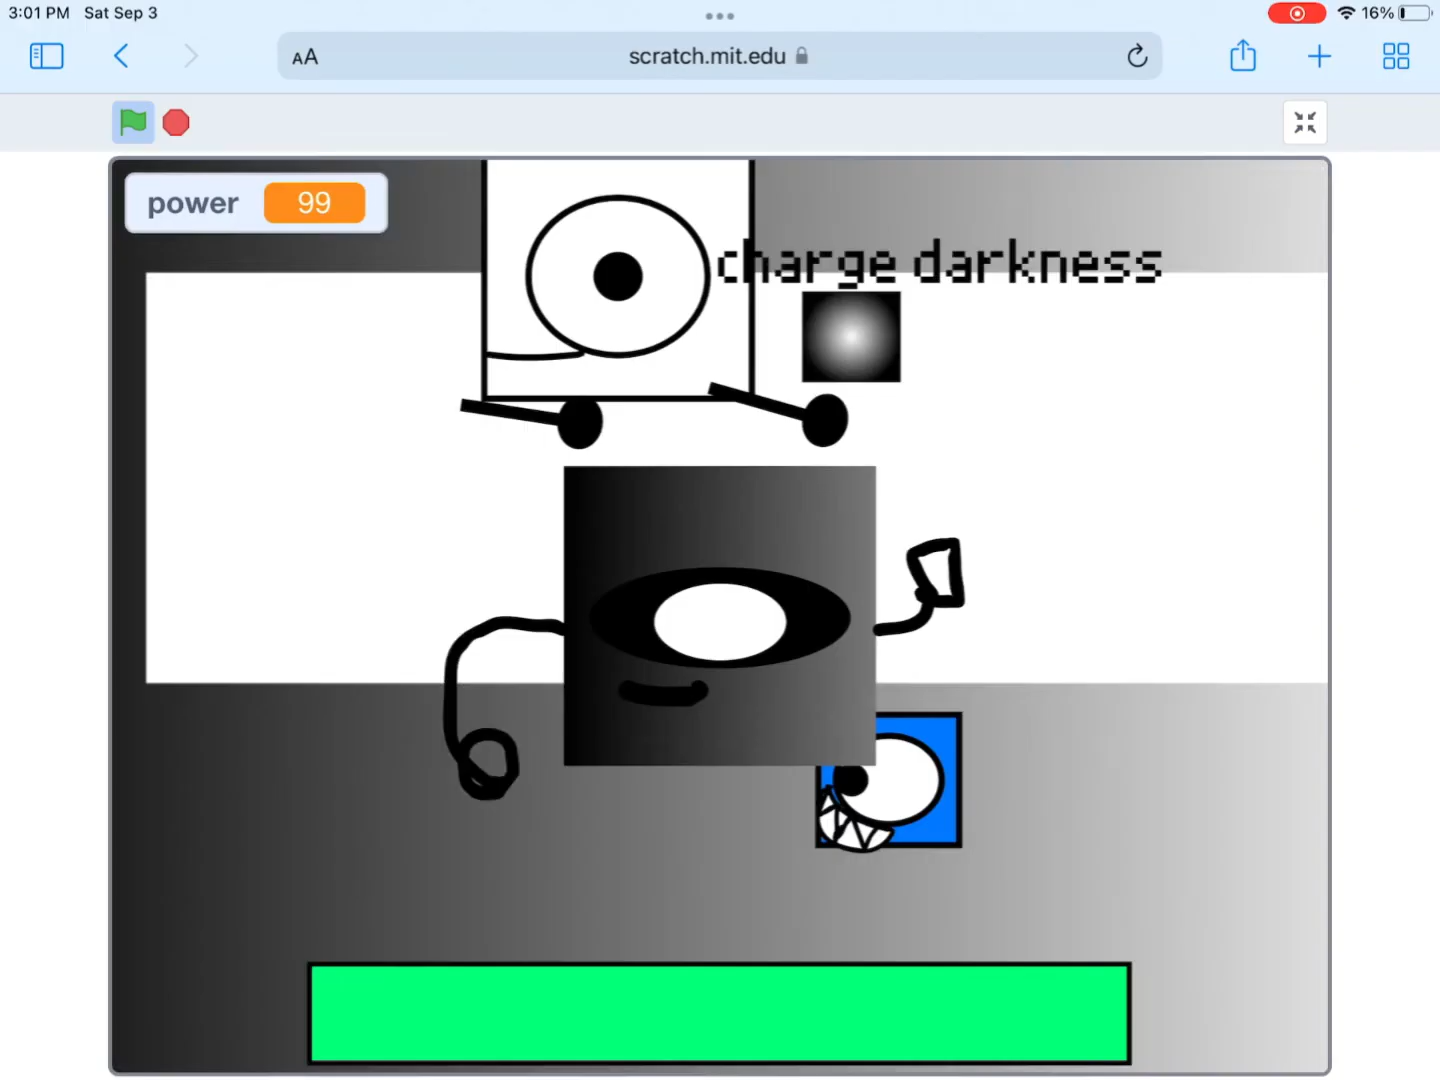 3:01 PM Sat Sep 3
16%
AA
scratch.mit.edu
power 99
charge darkness